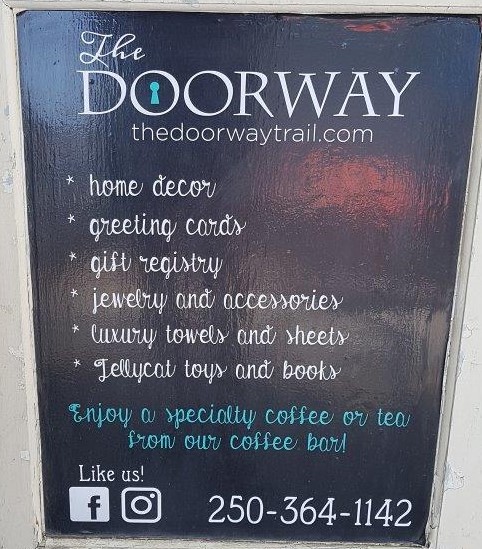 The
DOORWAY
thedoorwaytrail.com
* home decor
* greeting cards
* gift registry
* jewelry and accessories
* luxury towels and sheets
* Jellycat toys and books
Enjoy a specialty coffee or tea
from our coffee bar!
Like us!
f
250-364-1142